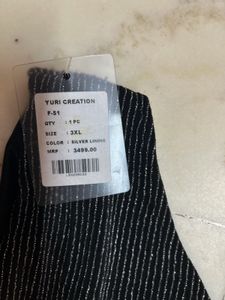 YURI CREATION
F-51
QTY : 1 PC
SIZE : 3XL
COLOR : SILVER LINING
MRP : 3499.00